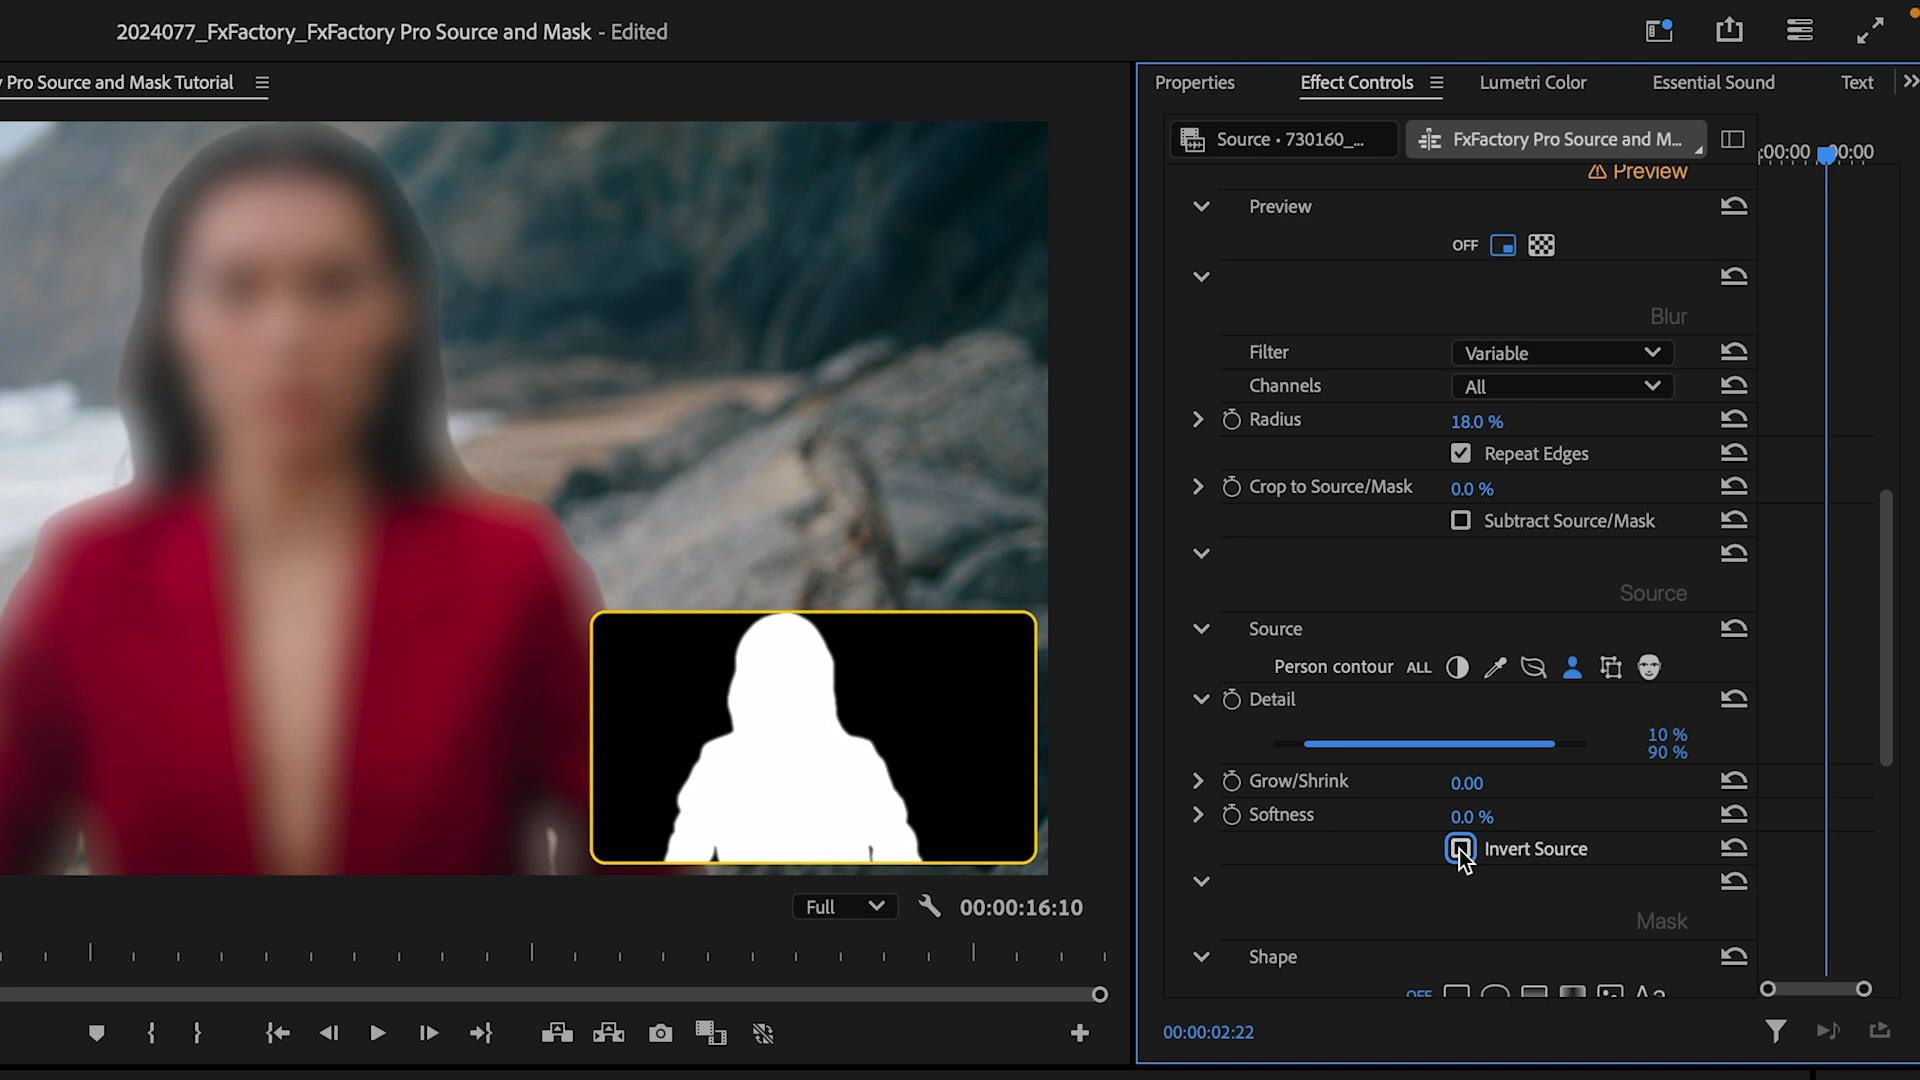 2024077_FxFactory_FxFactory Pro Source and Mask - Edited
Pro Source and Mask Tutorial
Properties
Effect Controls
Lumetri Color
Essential Sound
Text
Source • 730160_...
FxFactory Pro Source and M...
:00:00
00:00
Preview
Preview
OFF
Blur
Filter
Variable
Channels
All
Radius
18.0 %
Repeat Edges
Crop to Source/Mask
0.0 %
Subtract Source/Mask
Source
Source
Person contour
ALL
Detail
10 %
90 %
Grow/Shrink
0.00
Softness
0.0 %
Invert Source
Mask
Shape
OFF
Aa
Full
00:00:16:10
00:00:02:22